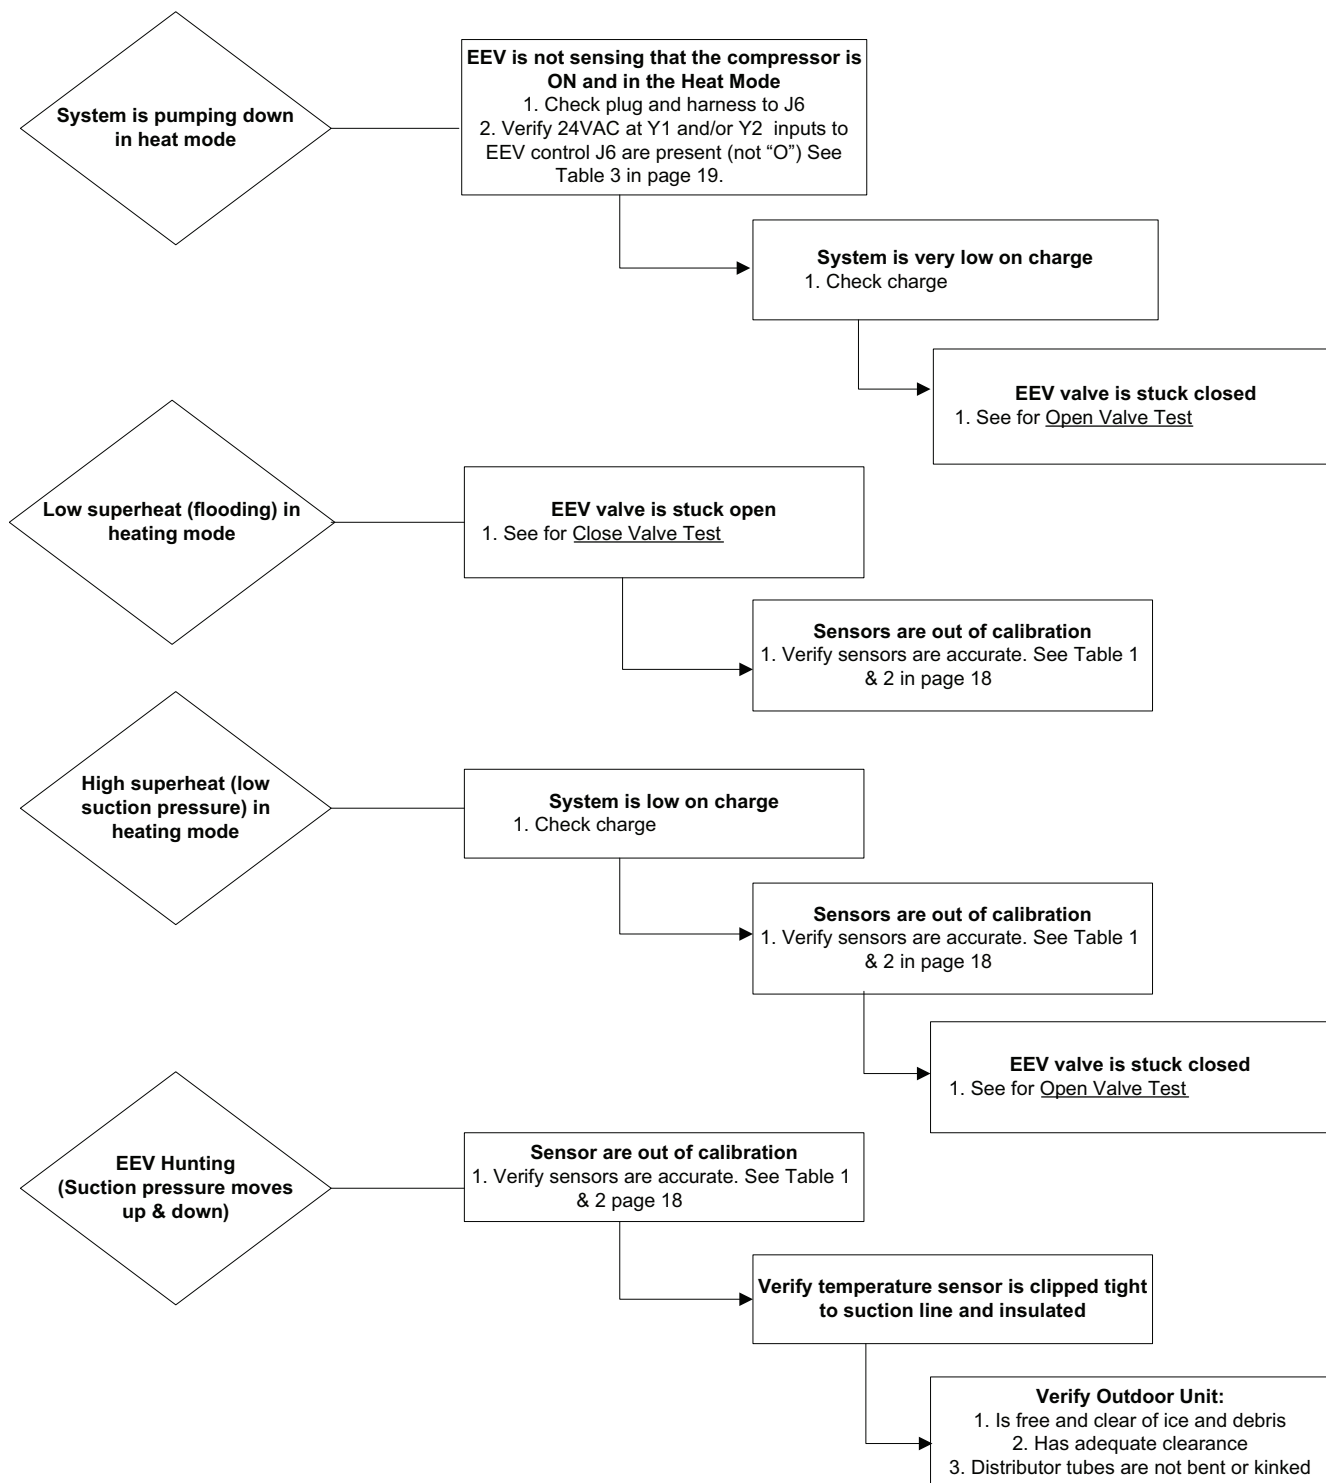 System is pumping down
in heat mode
EEV is not sensing that the compressor is
ON and in the Heat Mode
1. Check plug and harness to J6
2. Verify 24VAC at Y1 and/or Y2 inputs to
EEV control J6 are present (not “O”) See
Table 3 in page 19.
System is very low on charge
1. Check charge
EEV valve is stuck closed
1. See for Open Valve Test
Low superheat (flooding) in
heating mode
EEV valve is stuck open
1. See for Close Valve Test
Sensors are out of calibration
1. Verify sensors are accurate. See Table 1
& 2 in page 18
High superheat (low
suction pressure) in
heating mode
System is low on charge
1. Check charge
Sensors are out of calibration
1. Verify sensors are accurate. See Table 1
& 2 in page 18
EEV valve is stuck closed
1. See for Open Valve Test
EEV Hunting
(Suction pressure moves
up & down)
Sensor are out of calibration
1. Verify sensors are accurate. See Table 1
& 2 page 18
Verify temperature sensor is clipped tight
to suction line and insulated
Verify Outdoor Unit:
1. Is free and clear of ice and debris
2. Has adequate clearance
3. Distributor tubes are not bent or kinked